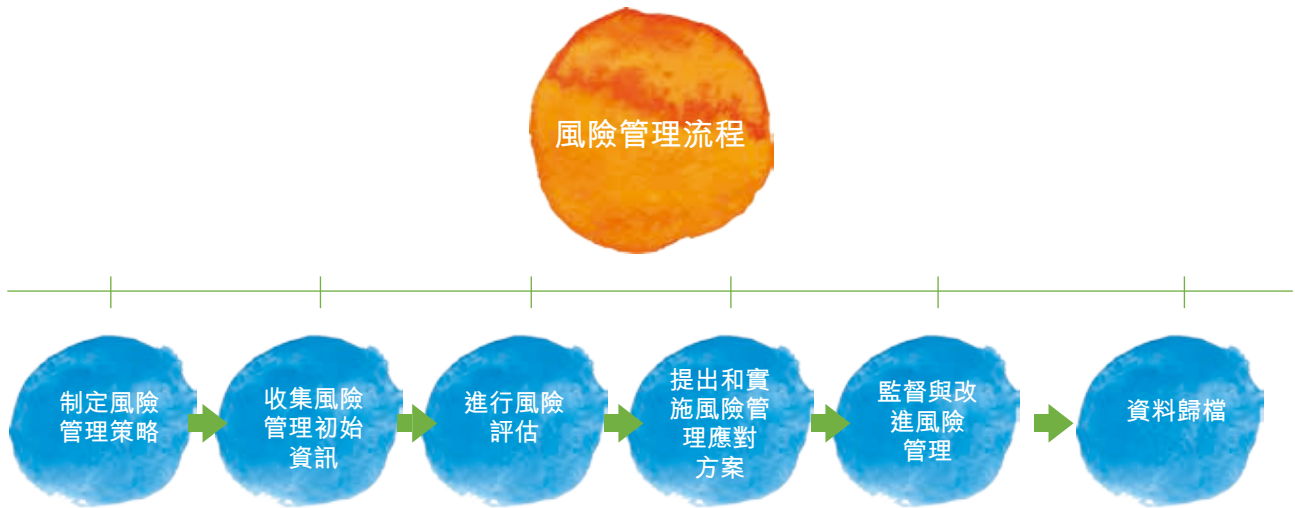 風險管理流程
制定風險
管理策略
收集風險
管理初始
資訊
進行風險
評估
提出和實
施風險管
理應對
方案
監督與改
進風險
管理
資料歸檔